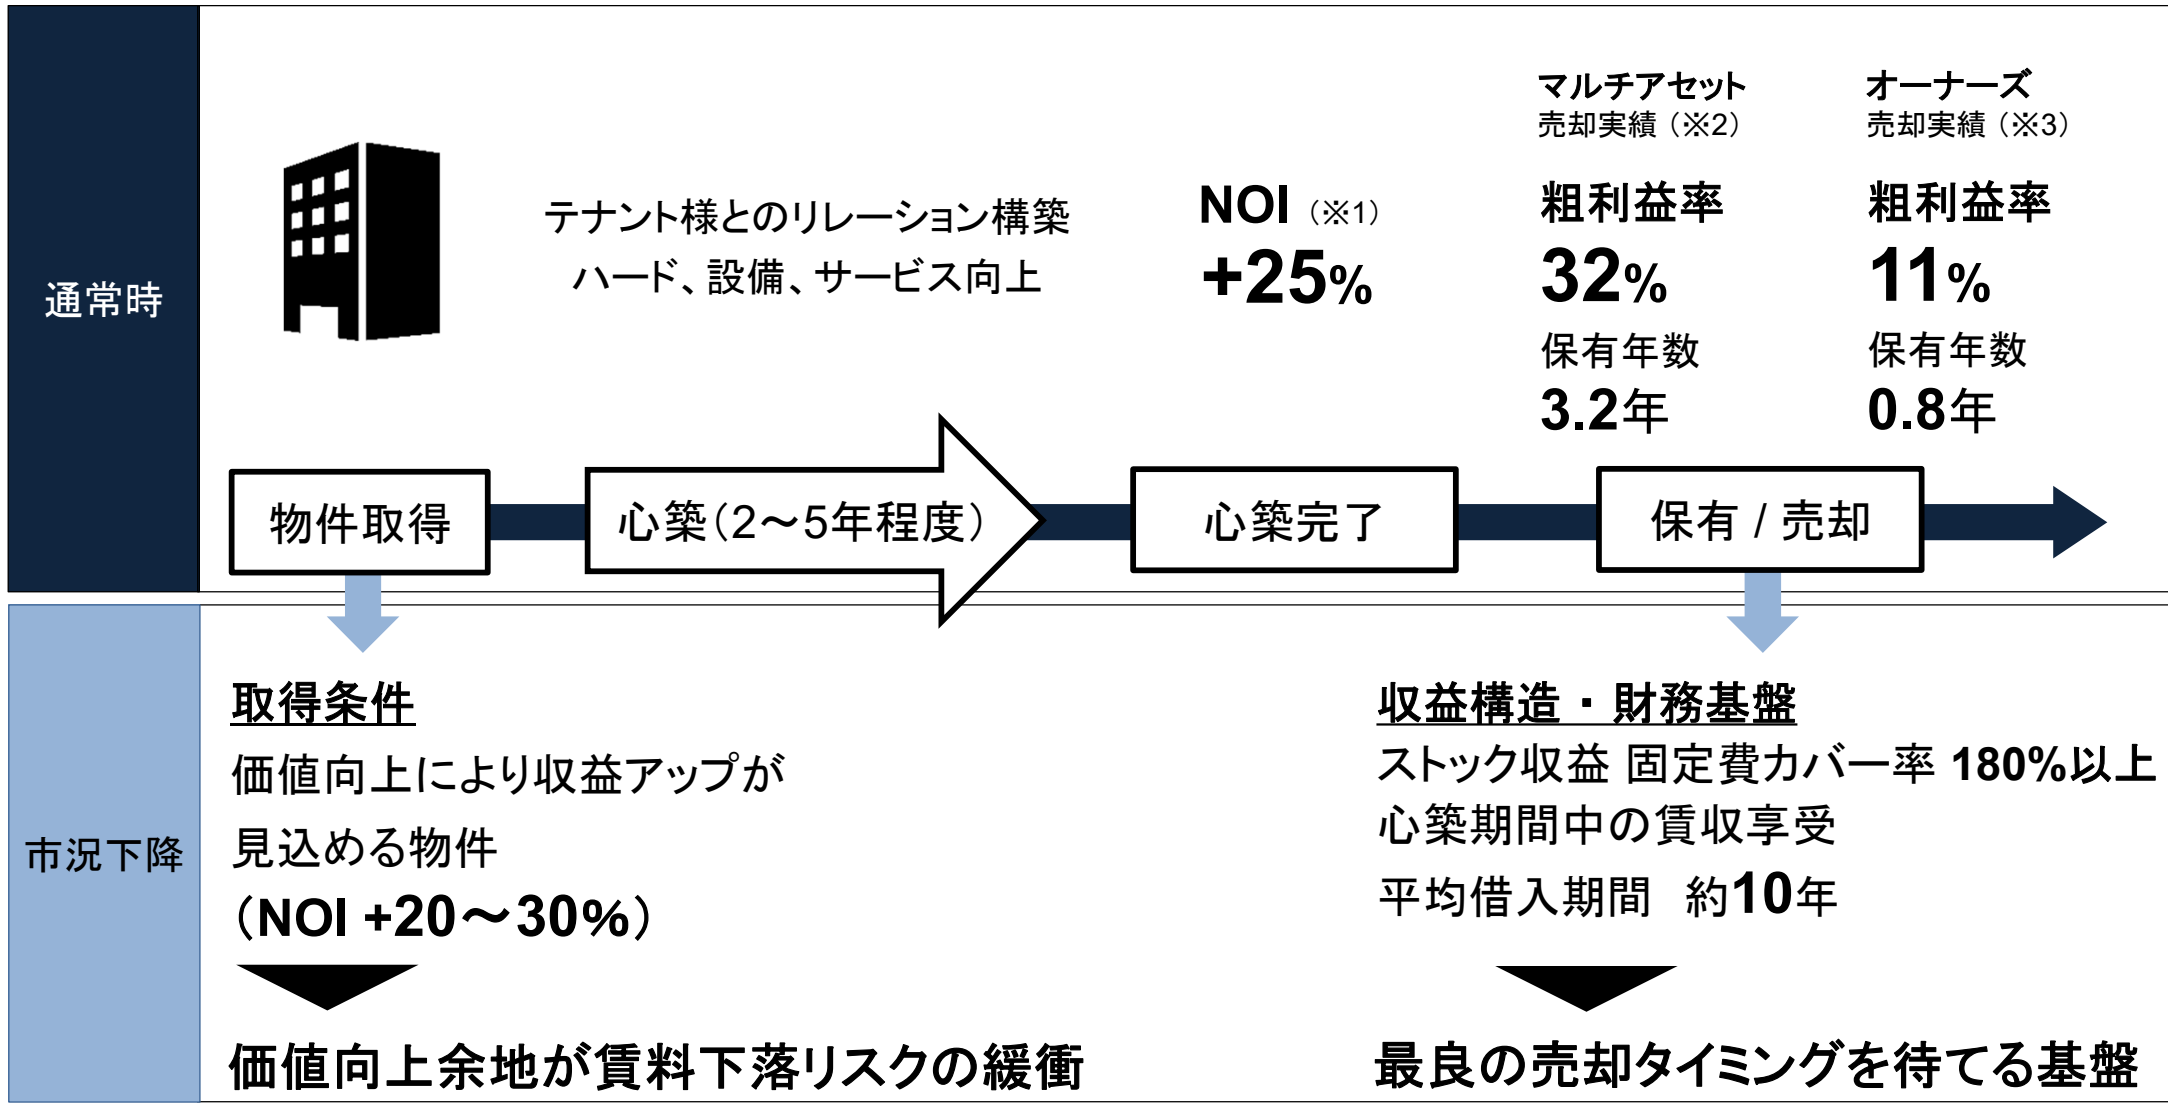 通常時
テナント様とのリレーション構築
ハード、設備、サービス向上
NOI（※1）
+25%
マルチアセット
売却実績（※2）
粗利益率
32%
保有年数
3.2年
オーナーズ
売却実績（※3）
粗利益率
11%
保有年数
0.8年
物件取得
心築（2～5年程度）
心築完了
保有 / 売却
市況下降
取得条件
価値向上により収益アップが
見込める物件
（NOI +20～30%）
価値向上余地が賃料下落リスクの緩衝
収益構造・財務基盤
ストック収益 固定費カバー率 180%以上
心築期間中の賃収享受
平均借入期間　約10年
最良の売却タイミングを待てる基盤